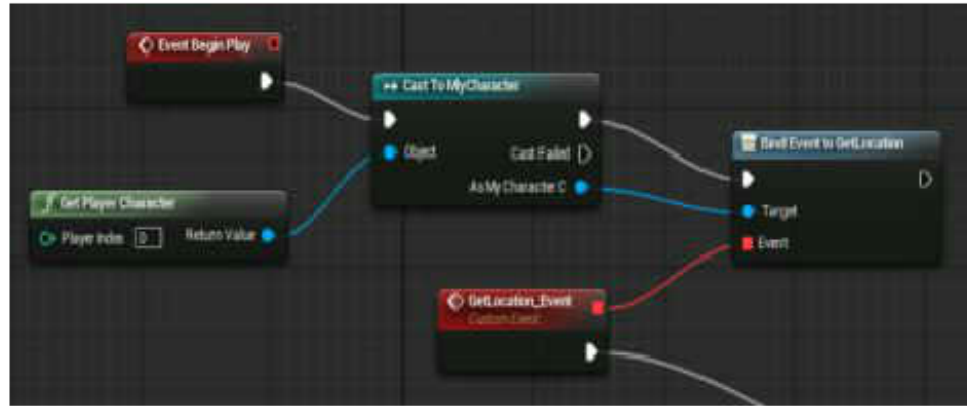 Event Begin Play
Cast To MyCharacter
Object
Cast Failed
As My Character C
Bind Event to GetLocation
Target
Event
Get Player Character
Player Index 0
Return Value
GetLocation_Event
Custom Event